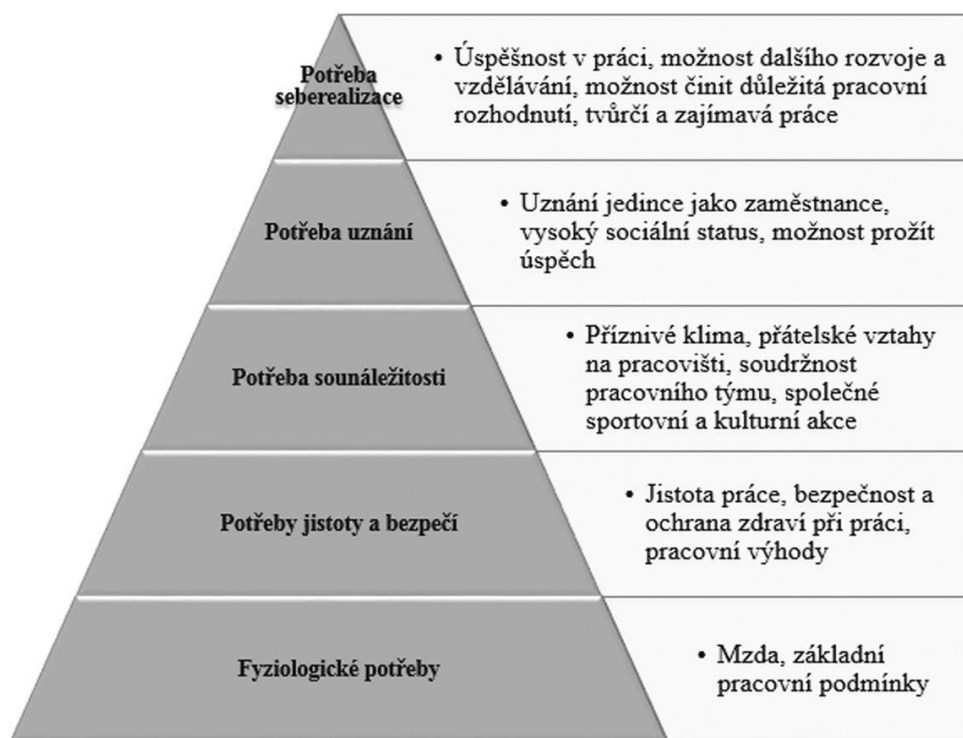 Potřeba
seberealizace
• Úspěšnost v práci, možnost dalšího rozvoje a
vzdělávání, možnost činit důležitá pracovní
rozhodnutí, tvůrčí a zajímavá práce
Potřeba uznání
• Uznání jedince jako zaměstnance,
vysoký sociální status, možnost prožít
úspěch
Potřeba sounáležitosti
• Příznivé klima, přátelské vztahy
na pracovišti, soudržnost
pracovního týmu, společné
sportovní a kulturní akce
Potřeby jistoty a bezpečí
• Jistota práce, bezpečnost a
ochrana zdraví při práci,
pracovní výhody
Fyziologické potřeby
• Mzda, základní
pracovní podmínky